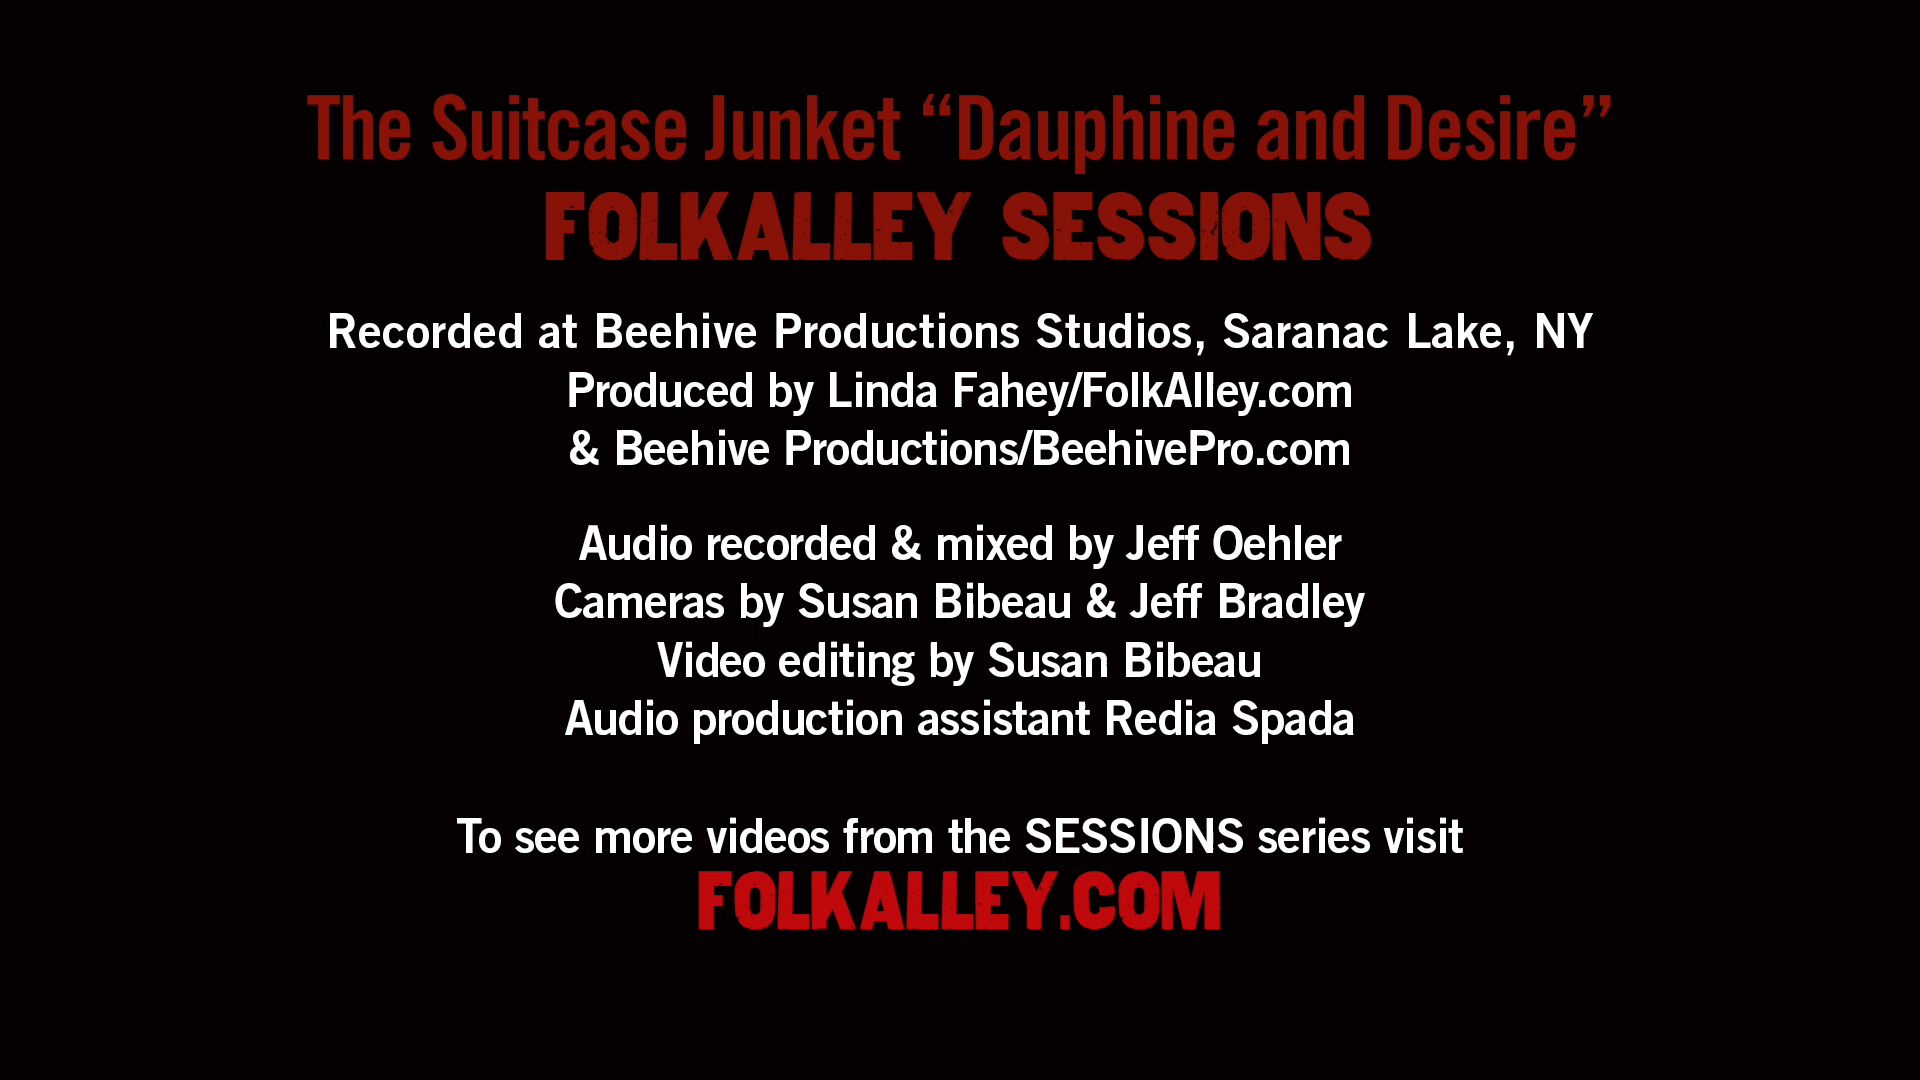 The Suitcase Junket “Dauphine and Desire”
FOLKALLEY SESSIONS
Recorded at Beehive Productions Studios, Saranac Lake, NY
Produced by Linda Fahey/FolkAlley.com
& Beehive Productions/BeehivePro.com
Audio recorded & mixed by Jeff Oehler
Cameras by Susan Bibeau & Jeff Bradley
Video editing by Susan Bibeau
Audio production assistant Redia Spada
To see more videos from the SESSIONS series visit
FOLKALLEY.COM